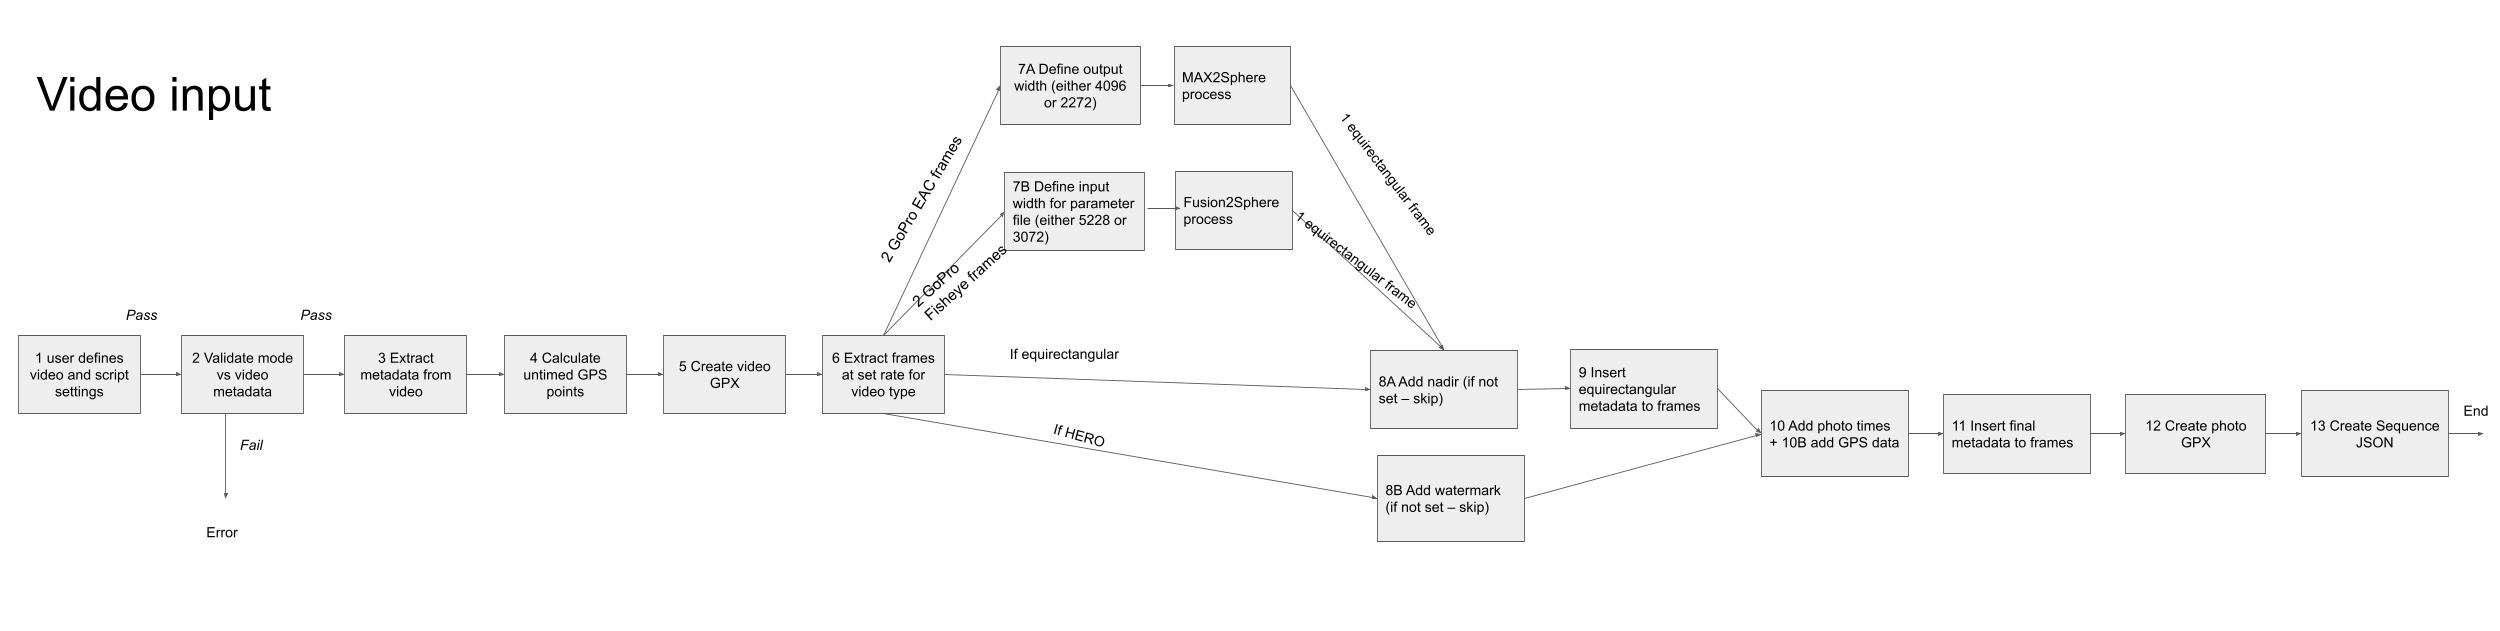 Video input
Pass
1 user defines
video and script
settings
Pass
2 Validate mode
vs video
metadata
Fail
Error
3 Extract
metadata from
video
4 Calculate
untimed GPS
points
5 Create video
GPX
6 Extract frames
at set rate for
video type
2 GoPro EAC frames
7A Define output
width (either 4096
or 2272)
MAX2Sphere
process
1 equirectangular frame
2 GoPro
Fisheye frames
7B Define input
width for parameter
file (either 5228 or
3072)
Fusion2Sphere
process
1 equirectangular frame
If equirectangular
8A Add nadir (if not
set – skip)
9 Insert
equirectangular
metadata to frames
If HERO
8B Add watermark
(if not set – skip)
10 Add photo times
+ 10B add GPS data
11 Insert final
metadata to frames
12 Create photo
GPX
13 Create Sequence
JSON
End